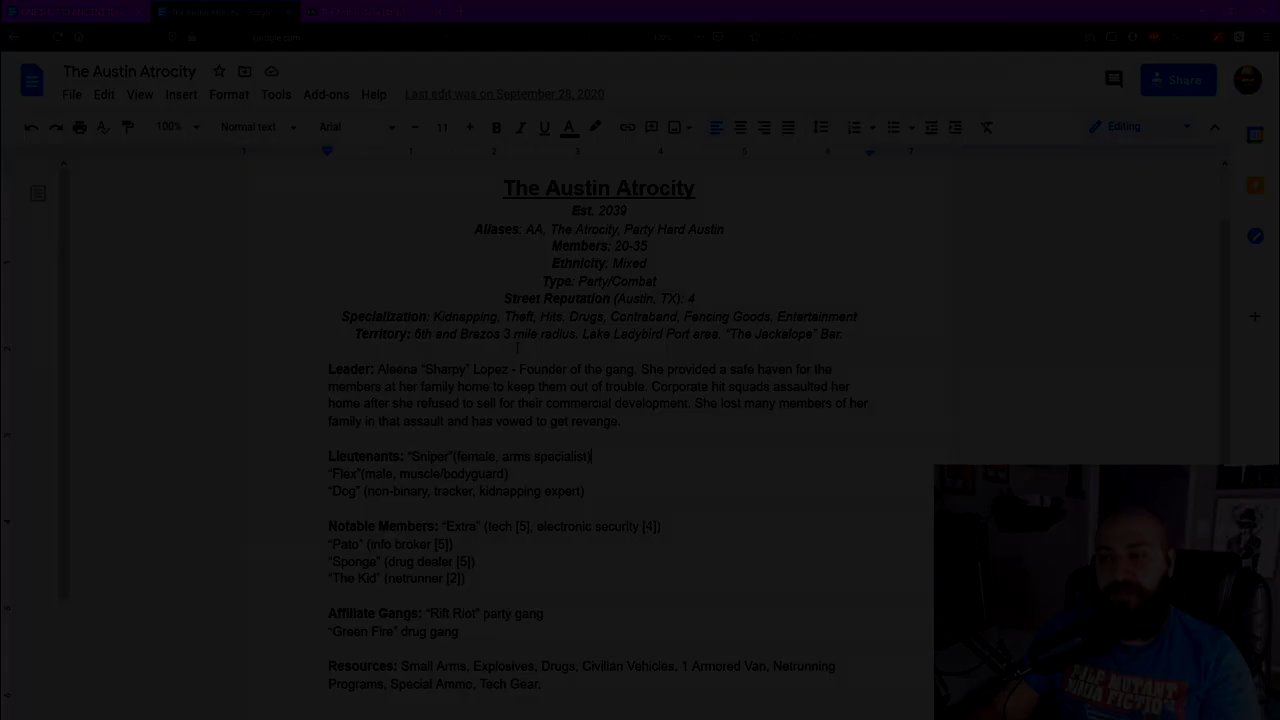 The Austin Atrocity
File Edit View Insert Format Tools Add-ons Help Last edit was on September 28, 2020
Share
100% Normal text Arial 11 Editing
1 1 2 3 4 5 6 7
The Austin Atrocity
Est. 2039
Aliases: AA, The Atrocity, Party Hard Austin
Members: 20-35
Ethnicity: Mixed
Type: Party/Combat
Street Reputation (Austin, TX): 4
Specialization: Kidnapping, Theft, Hits, Drugs, Contraband, Fencing Goods, Entertainment
Territory: 6th and Brazos 3 mile radius. Lake Ladybird Port area. “The Jackalope” Bar.
Leader: Aleena “Sharpy” Lopez - Founder of the gang. She provided a safe haven for the
members at her family home to keep them out of trouble. Corporate hit squads assaulted her
home after she refused to sell for their commercial development. She lost many members of her
family in that assault and has vowed to get revenge.
Lieutenants: “Sniper”(female, arms specialist)
“Flex”(male, muscle/bodyguard)
“Dog” (non-binary, tracker, kidnapping expert)
Notable Members: “Extra” (tech [5], electronic security [4])
“Pato” (info broker [5])
“Sponge” (drug dealer [5])
“The Kid” (netrunner [2])
Affiliate Gangs: “Rift Riot” party gang
“Green Fire” drug gang
Resources: Small Arms, Explosives, Drugs, Civilian Vehicles, 1 Armored Van, Netrunning
Programs, Special Ammo, Tech Gear.